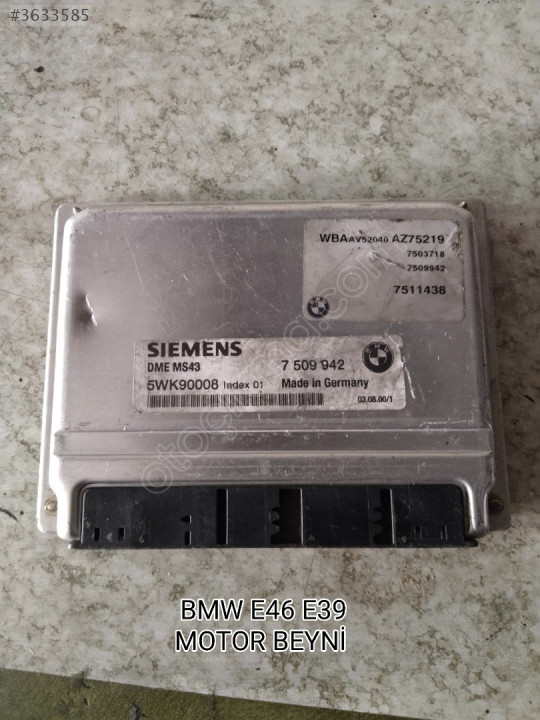 #3633585
WBAAV52040 AZ75219
7503718
7509942
7511438
SIEMENS
DME MS43
7 509 942
5WK90008 Index 01
Made in Germany
03.08.00/1
BMW E46 E39
MOTOR BEYNİ